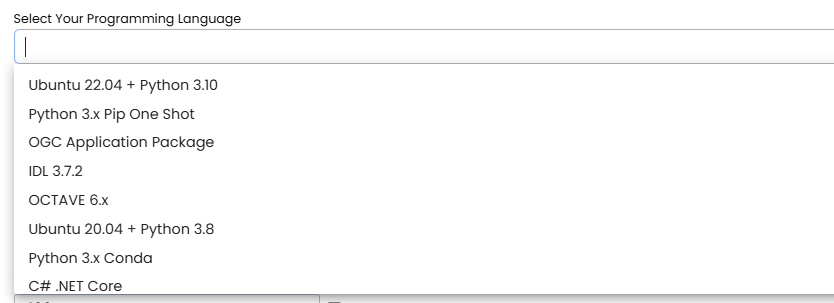 Select Your Programming Language
Ubuntu 22.04 + Python 3.10
Python 3.x Pip One Shot
OGC Application Package
IDL 3.7.2
OCTAVE 6.x
Ubuntu 20.04 + Python 3.8
Python 3.x Conda
C# .NET Core